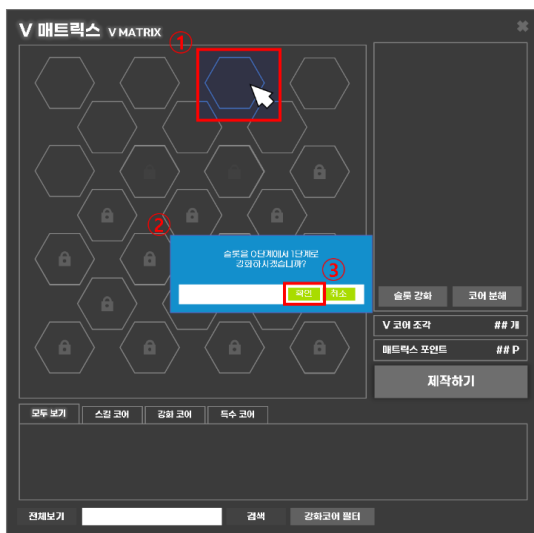 V 매트릭스 V MATRIX
①
②
슬롯을 0단계에서 1단계로
강화하시겠습니까?
③
확인 취소
슬롯 강화 코어 분해
V 코어 조각 ## 개
매트릭스 포인트 ## P
제작하기
모두 보기 스킬 코어 강화 코어 특수 코어
전체보기 검색 강화코어 필터